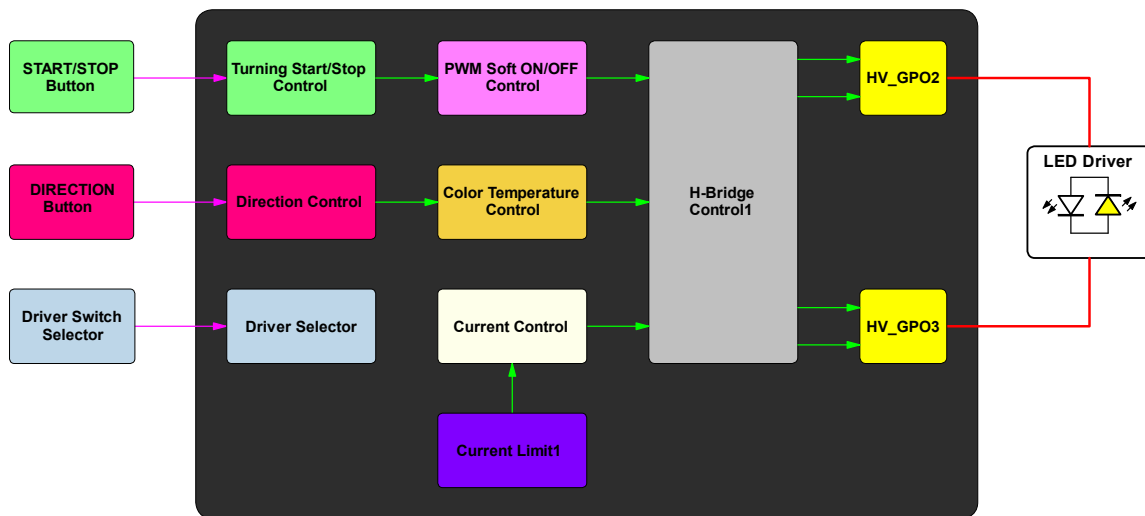 START/STOP
Button
Turning Start/Stop
Control
PWM Soft ON/OFF
Control
HV_GPO2
LED Driver
DIRECTION
Button
Direction Control
Color Temperature
Control
H-Bridge
Control1
Driver Switch
Selector
Driver Selector
Current Control
HV_GPO3
Current Limit1